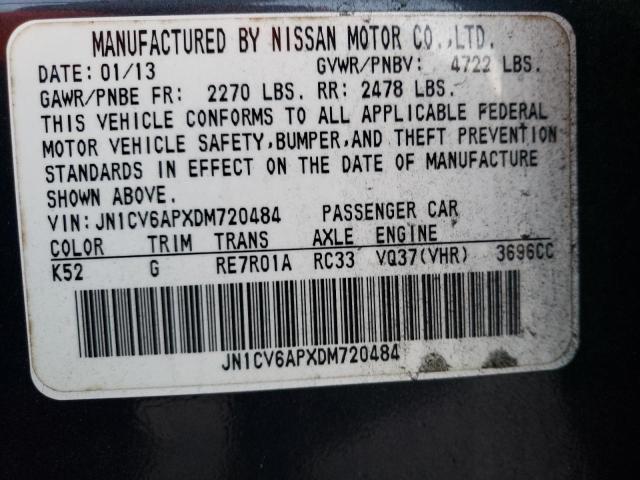 MANUFACTURED BY NISSAN MOTOR CO.,LTD.
DATE: 01/13 GVWR/PNBV: 4722 LBS.
GAWR/PNBE FR: 2270 LBS. RR: 2478 LBS.
THIS VEHICLE CONFORMS TO ALL APPLICABLE FEDERAL
MOTOR VEHICLE SAFETY,BUMPER,AND THEFT PREVENTION
STANDARDS IN EFFECT ON THE DATE OF MANUFACTURE
SHOWN ABOVE.
VIN:JN1CV6APXDM720484 PASSENGER CAR
COLOR TRIM TRANS AXLE ENGINE
K52 G RE7R01A RC33 VQ37(VHR) 3696CC
JN1CV6APXDM720484